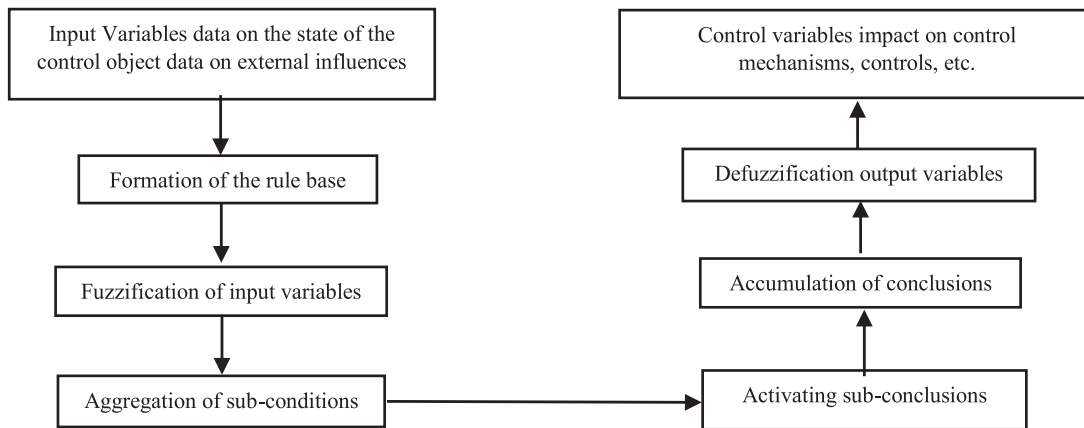 Input Variables data on the state of the
control object data on external influences
Formation of the rule base
Fuzzification of input variables
Aggregation of sub-conditions
Activating sub-conclusions
Accumulation of conclusions
Defuzzification output variables
Control variables impact on control
mechanisms, controls, etc.